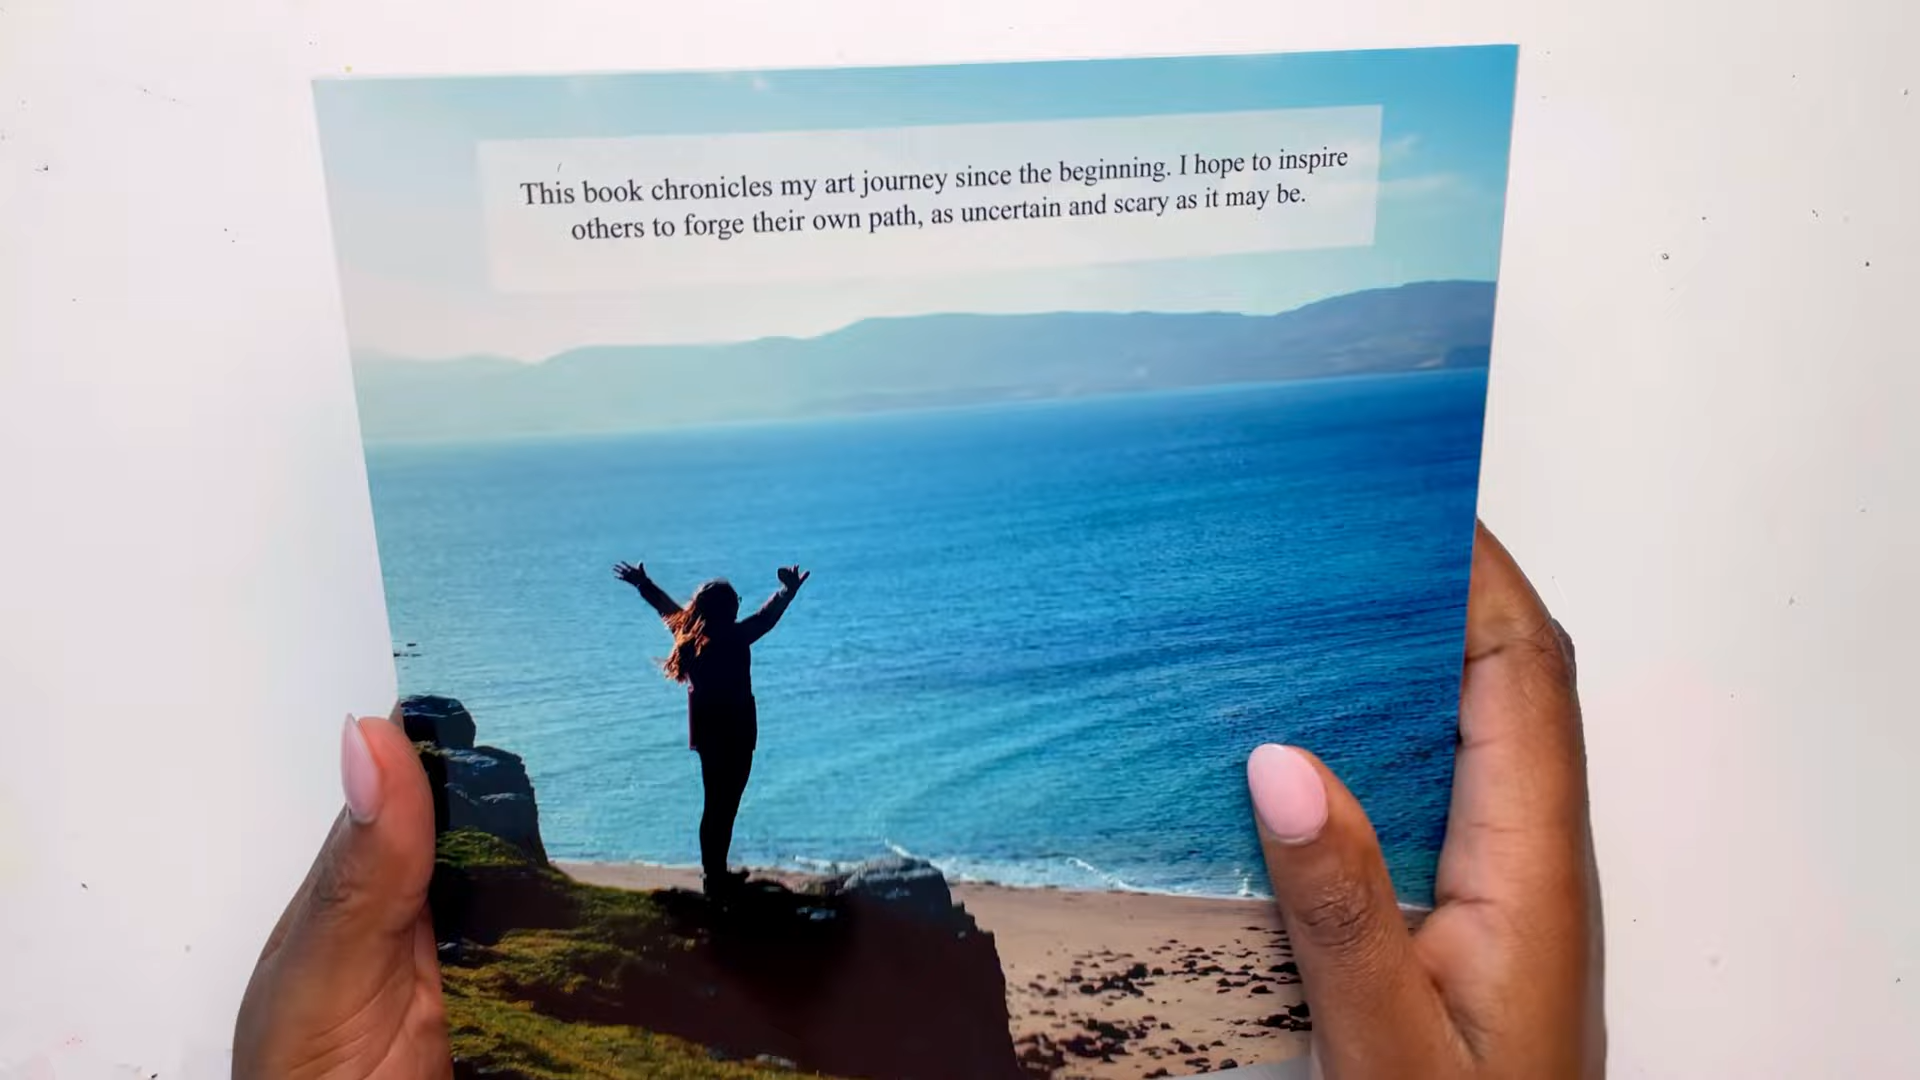 This book chronicles my art journey since the beginning. I hope to inspire
others to forge their own path, as uncertain and scary as it may be.